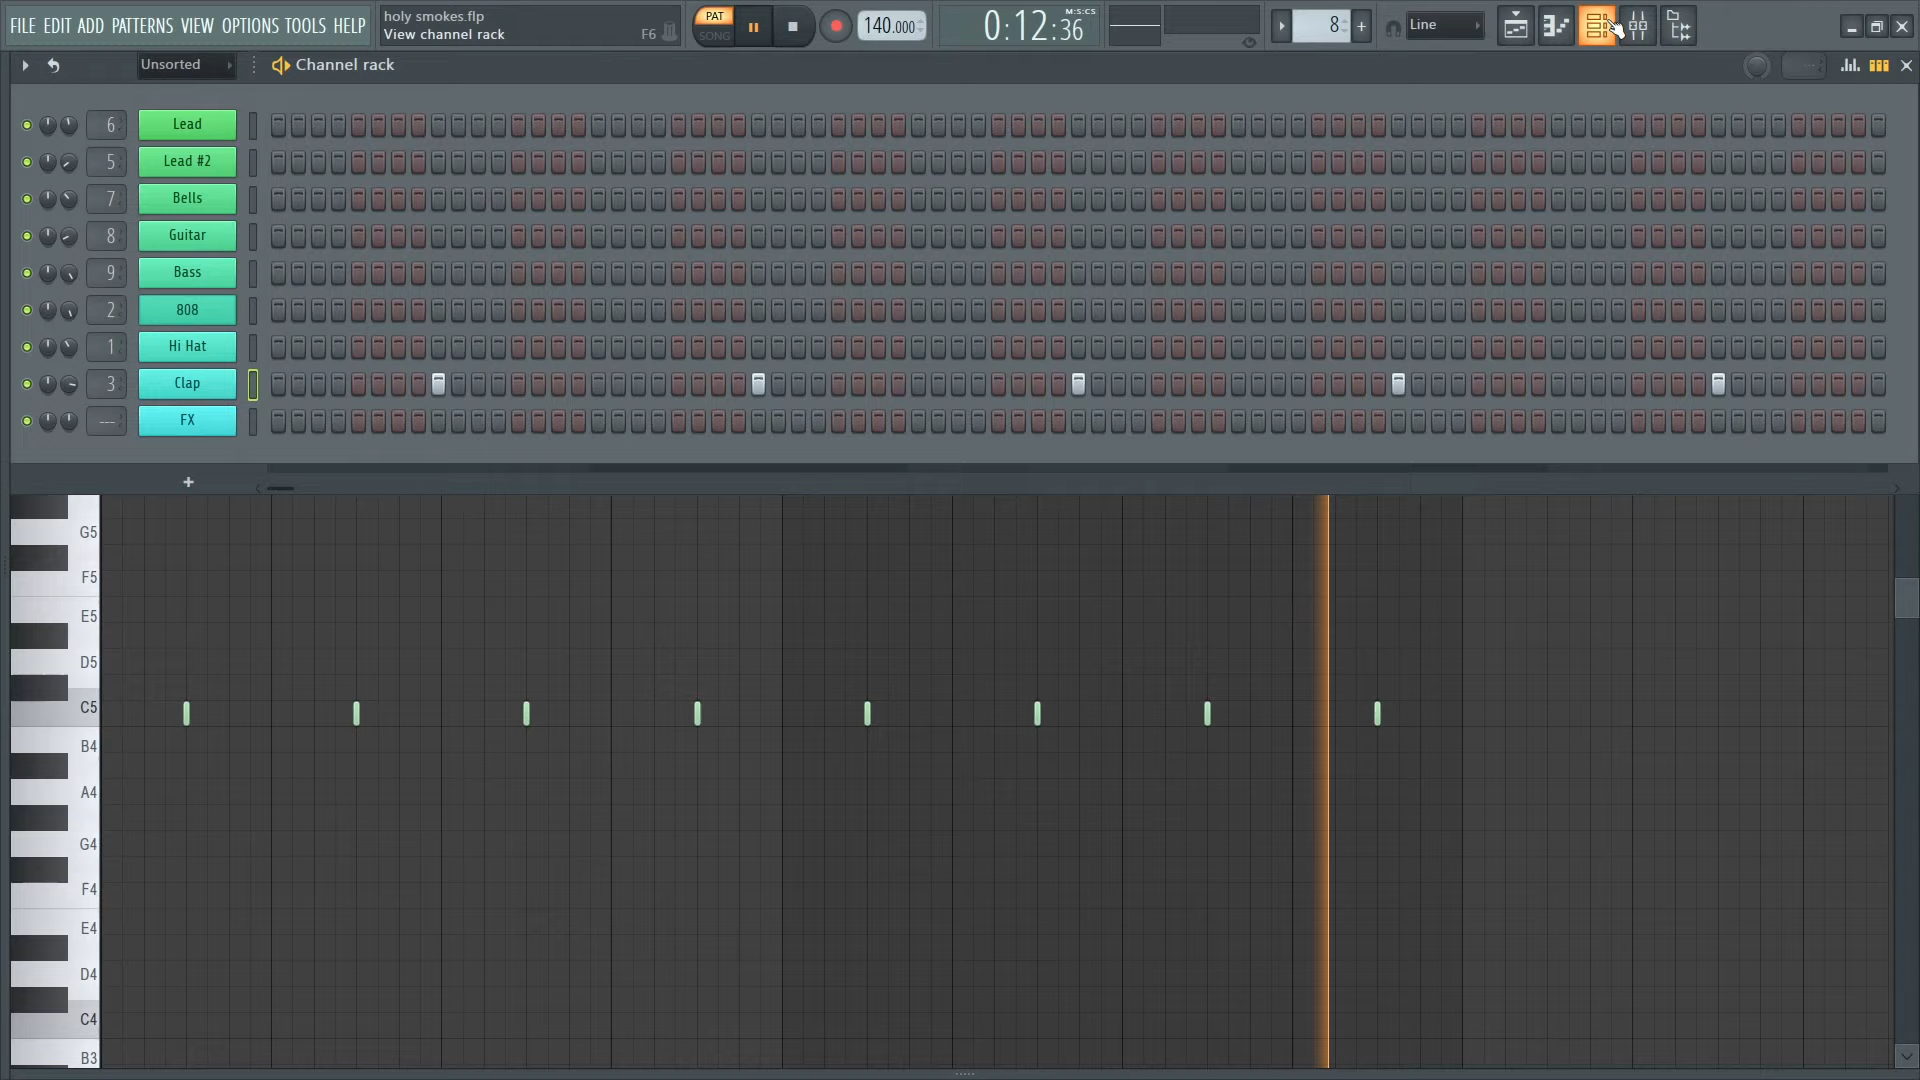 FILE EDIT ADD PATTERNS VIEW OPTIONS TOOLS HELP
holy smokes.flp
View channel rack F6
PAT
SONG
140.000
0:12:36
M:S:CS
8
Line
Unsorted
Channel rack
6 Lead
5 Lead #2
7 Bells
8 Guitar
9 Bass
2 808
1 Hi Hat
3 Clap
--- FX
+
G5
F5
E5
D5
C5
B4
A4
G4
F4
E4
D4
C4
B3